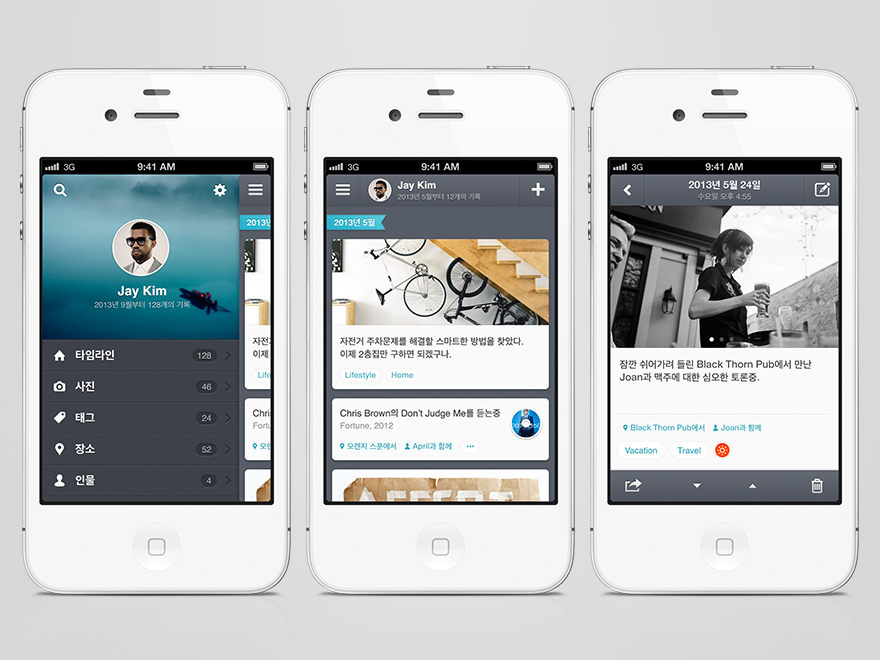 3G
9:41 AM
2013년
Jay Kim
2013년 9월부터 128개의 기록
타임라인
128
사진
46
태그
24
장소
52
인물
4
자전거
이제 2
Life
Chris
Fortu
오렌
3G
9:41 AM
Jay Kim
2013년 5월부터 12개의 기록
2013년 5월
자전거 주차문제를 해결할 스마트한 방법을 찾았다.
이제 2층집만 구하면 되겠구나.
Lifestyle
Home
Chris Brown의 Don't Judge Me를 듣는중
Fortune, 2012
오렌지 스푼에서
April과 함께
3G
9:41 AM
2013년 5월 24일
수요일 오후 4:55
잠깐 쉬어가려 들린 Black Thorn Pub에서 만난
Joan과 맥주에 대한 심오한 토론중.
Black Thorn Pub에서
Joan과 함께
Vacation
Travel